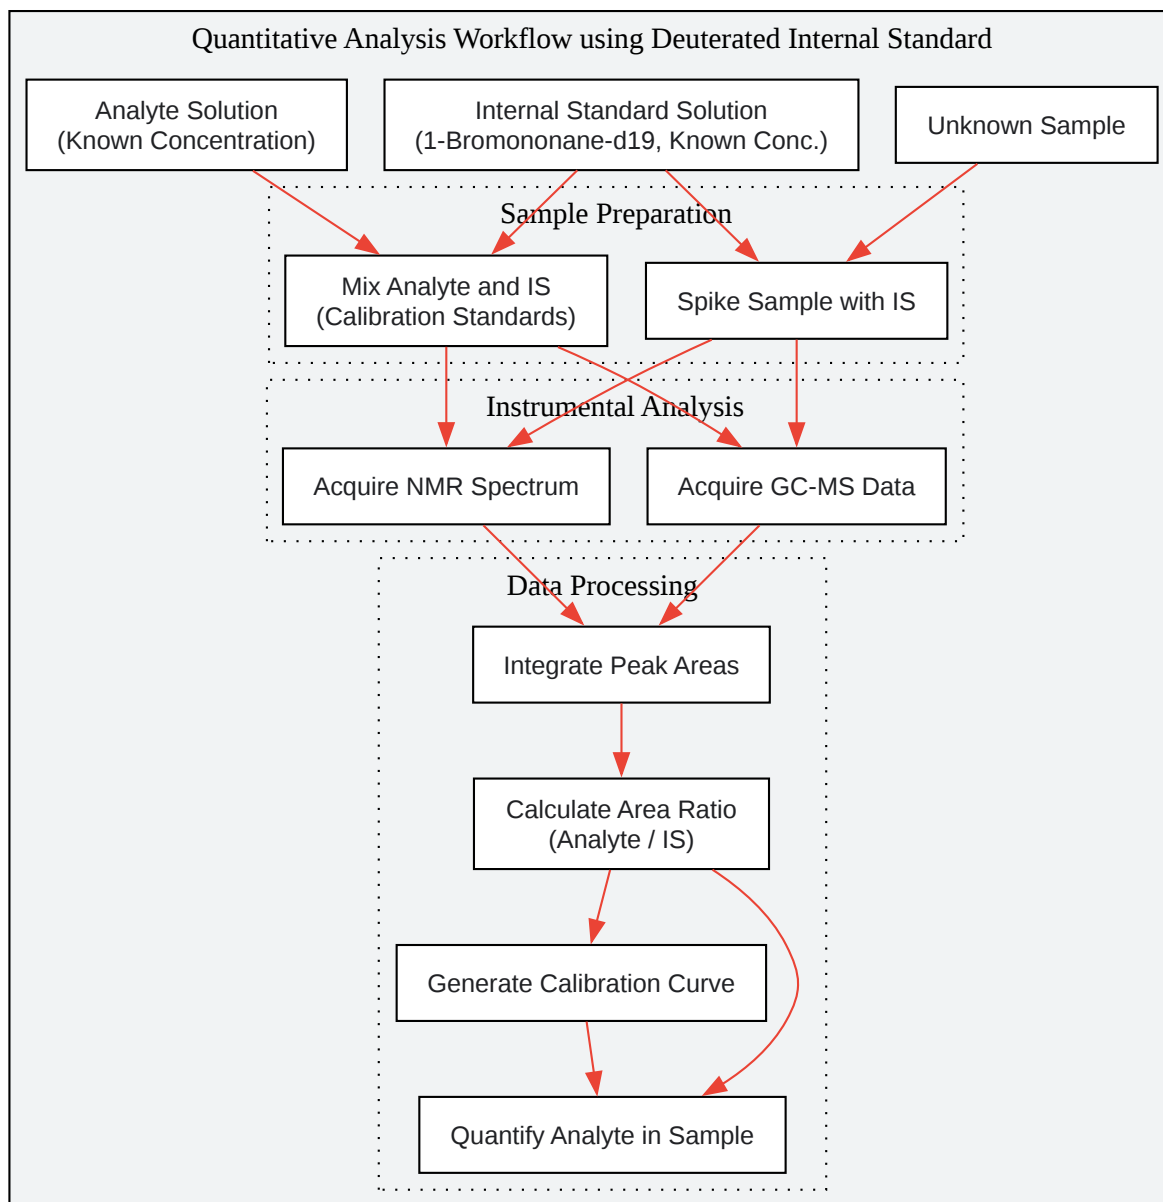 Quantitative Analysis Workflow using Deuterated Internal Standard
Analyte Solution
(Known Concentration)
Internal Standard Solution
(1-Bromononane-d19, Known Conc.)
Unknown Sample
Sample Preparation
Mix Analyte and IS
(Calibration Standards)
Spike Sample with IS
Instrumental Analysis
Acquire NMR Spectrum
Acquire GC-MS Data
Data Processing
Integrate Peak Areas
Calculate Area Ratio
(Analyte / IS)
Generate Calibration Curve
Quantify Analyte in Sample